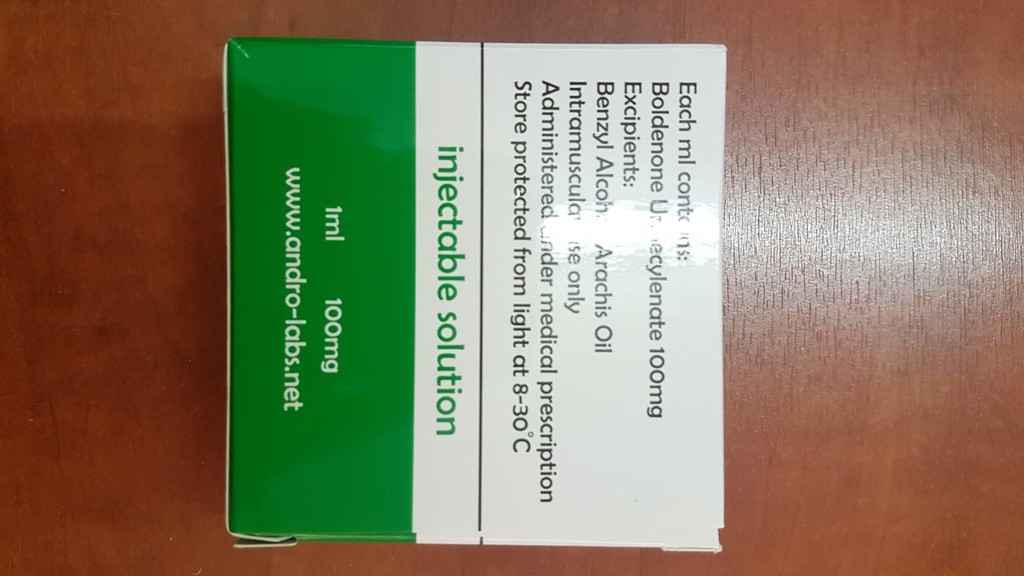 Each ml
Boldenone 100mg
Excipients:
Benzyl Arachis Oil
only
Administered medical prescription
Store protected from light at 8-30°C
injectable solution
1ml 100mg
www.andro-labs.net